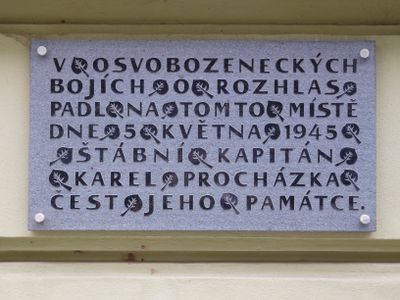 V OSVOBOZENECKÝCH
BOJÍCH O ROZHLAS
PADL NA TOMTO MÍSTĚ
DNE 5 KVĚTNA 1945
ŠTÁBNÍ KAPITÁN
KAREL PROCHÁZKA
ČEST JEHO PAMÁTCE.